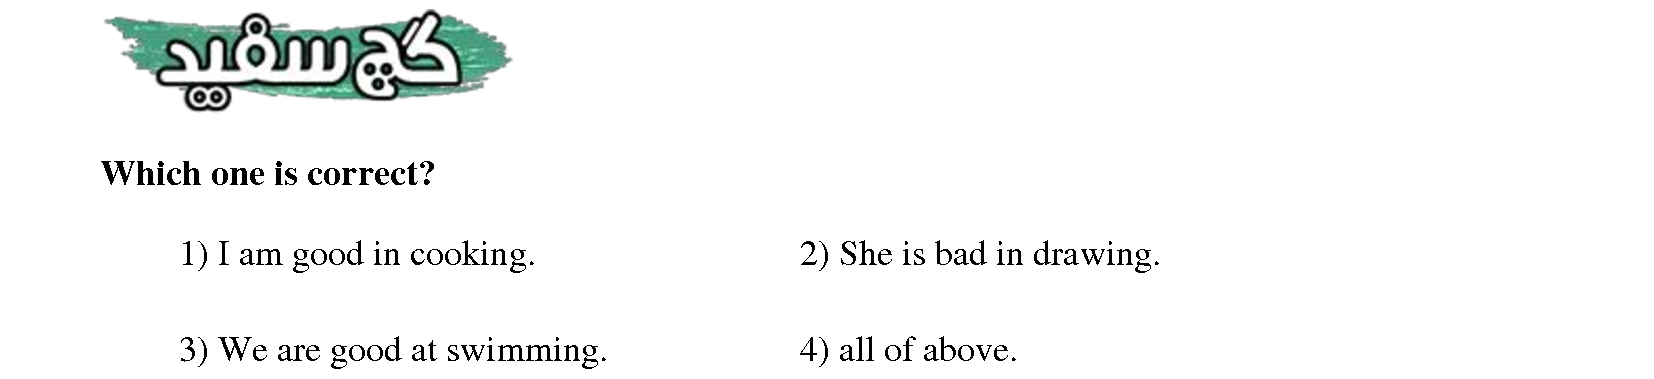 گچ سفید
Which one is correct?
1) I am good in cooking. 2) She is bad in drawing.
3) We are good at swimming. 4) all of above.